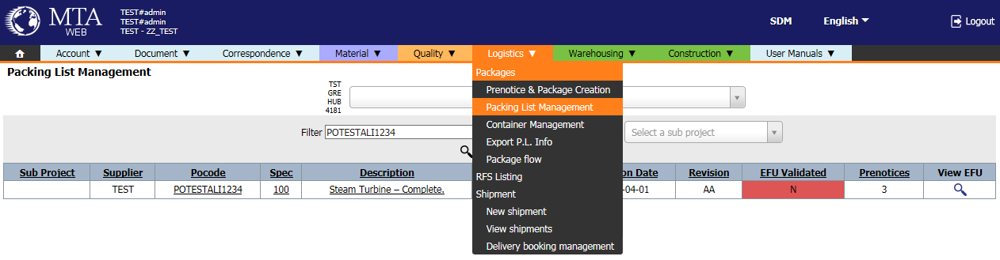 MTA
WEB
TEST#admin
TEST#admin
TEST - ZZ_TEST
SDM
English
Logout
Account ▼
Document ▼
Correspondence ▼
Material ▼
Quality ▼
Logistics ▼
Warehousing ▼
Construction ▼
User Manuals ▼
Packing List Management
TST
GRE
HUB
4181
Packages
Prenotice & Package Creation
Packing List Management
Container Management
Export P.L. Info
Package flow
RFS Listing
Shipment
New shipment
View shipments
Delivery booking management
Filter POTESTALI1234
Select a sub project
Sub Project Supplier Pocode Spec Description on Date Revision EFU Validated Prenotices View EFU
TEST POTESTALI1234 100 Steam Turbine – Complete. -04-01 AA N 3